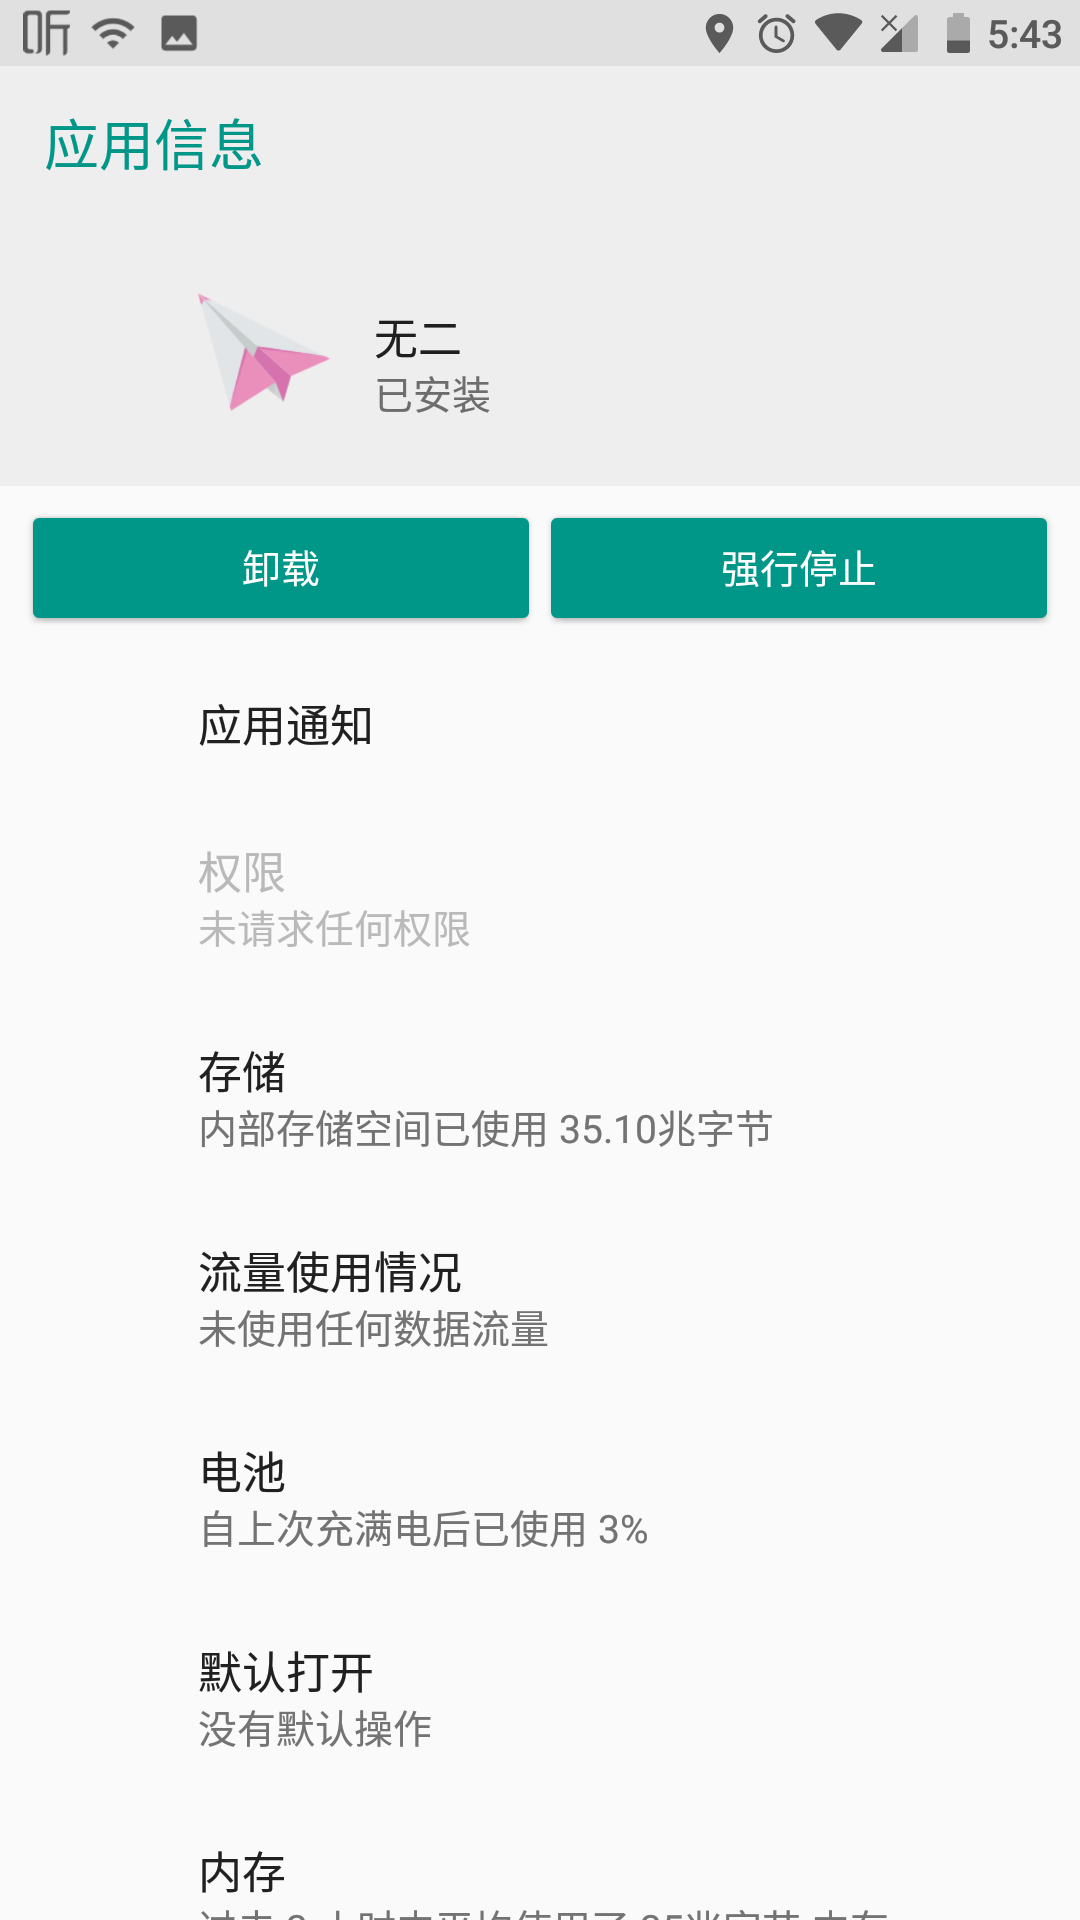 听 5:43
应用信息
无二
已安装
卸载 强行停止
应用通知
权限
未请求任何权限
存储
内部存储空间已使用 35.10兆字节
流量使用情况
未使用任何数据流量
电池
自上次充满电后已使用 3%
默认打开
没有默认操作
内存